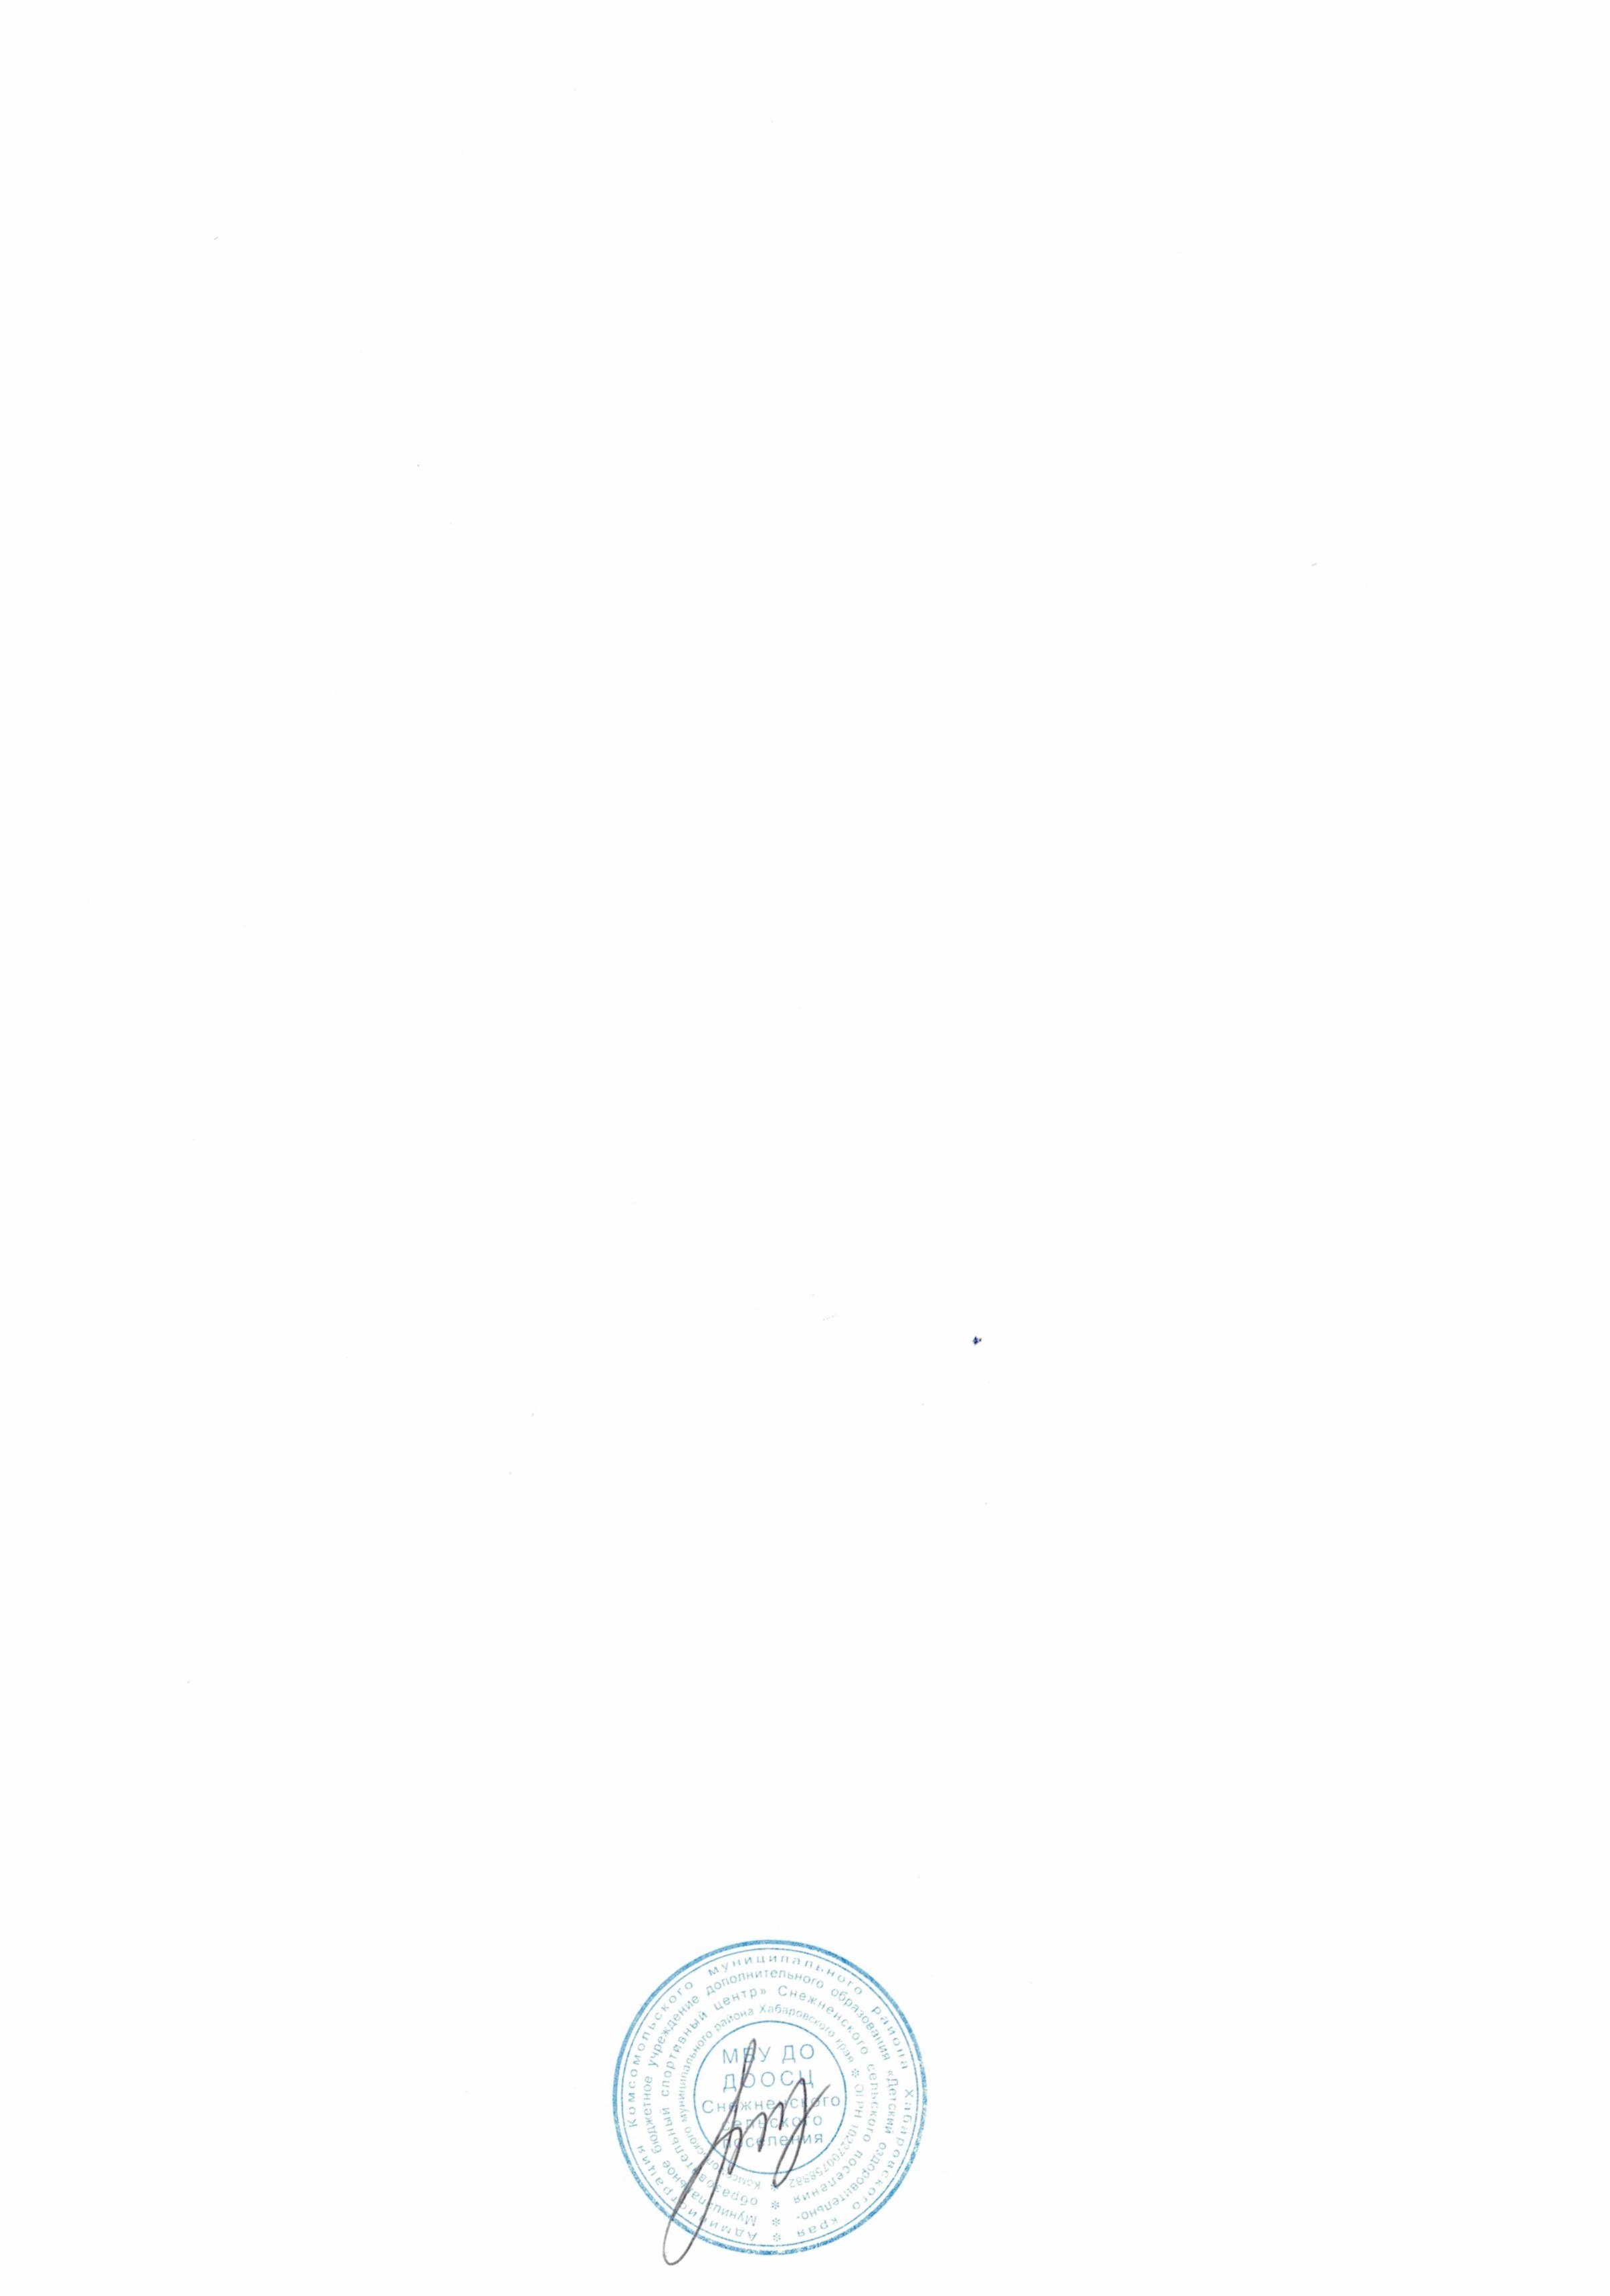 Администрация Комсомольского муниципального района Хабаровского края
Муниципальное бюджетное учреждение дополнительного образования «Детский оздоровительно-
образовательный спортивный центр» Снежненского сельского поселения
Комсомольского муниципального района Хабаровского края * ОГРН
МБУ ДО
ДООСЦ
Снежненского
сельского
поселения